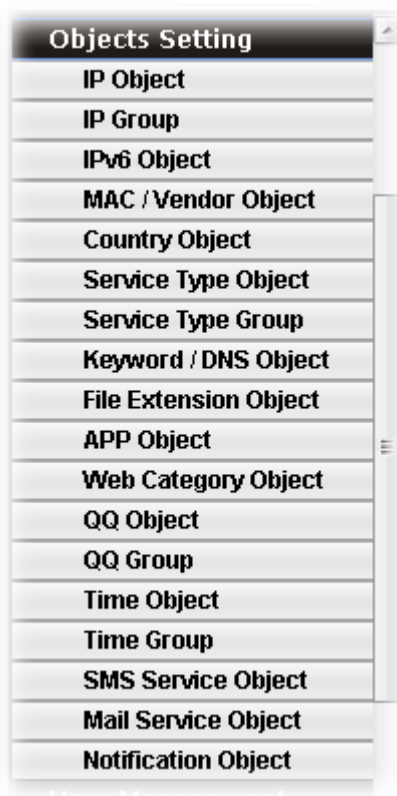 Objects Setting
IP Object
IP Group
IPv6 Object
MAC / Vendor Object
Country Object
Service Type Object
Service Type Group
Keyword / DNS Object
File Extension Object
APP Object
Web Category Object
QQ Object
QQ Group
Time Object
Time Group
SMS Service Object
Mail Service Object
Notification Object